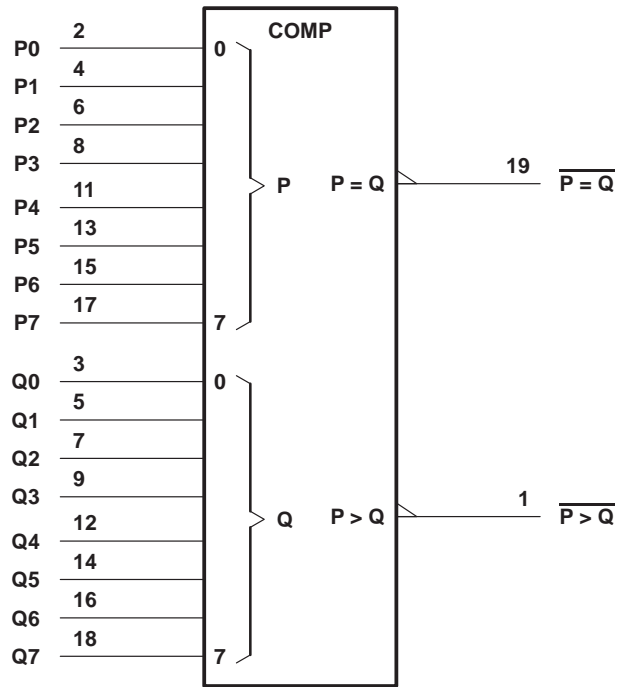 COMP
P0 2 0
P1 4
P2 6
P3 8
P4 11
P5 13
P6 15
P7 17 7
P P = Q 19 P = Q
Q0 3 0
Q1 5
Q2 7
Q3 9
Q4 12
Q5 14
Q6 16
Q7 18 7
Q P > Q 1 P > Q